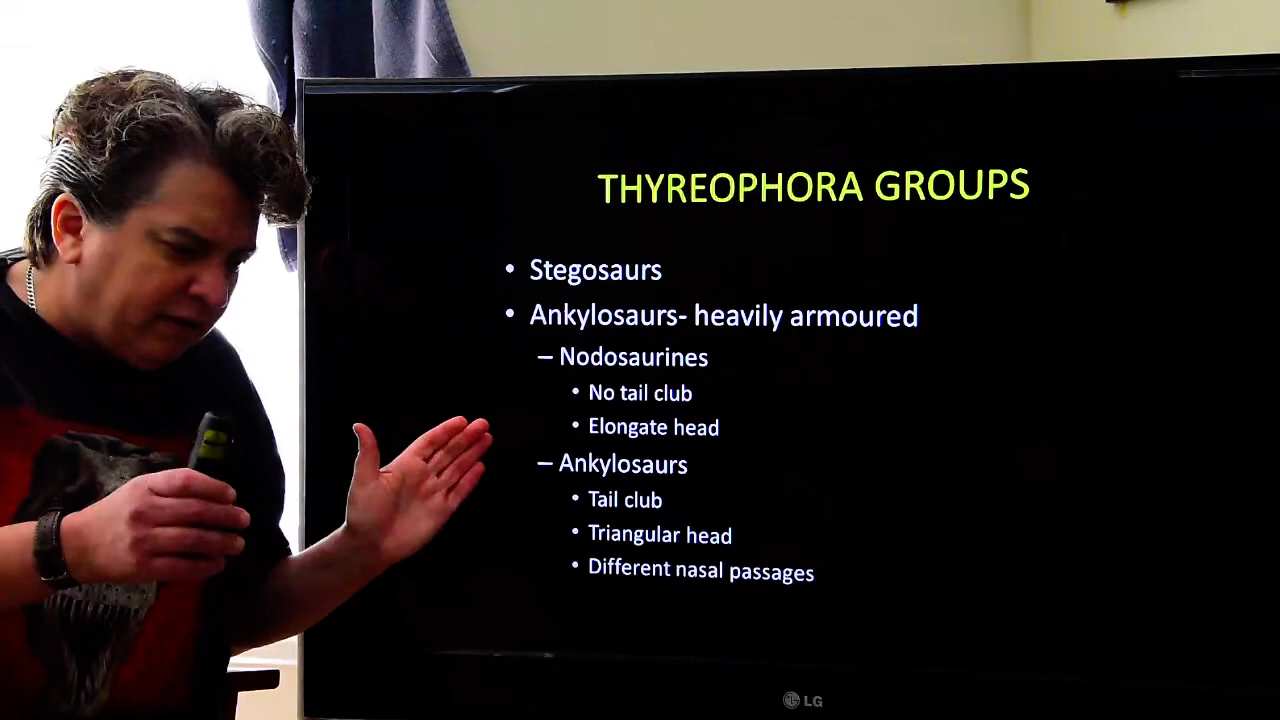 THYREOPHORA GROUPS
• Stegosaurs
• Ankylosaurs- heavily armoured
– Nodosaurines
• No tail club
• Elongate head
– Ankylosaurs
• Tail club
• Triangular head
• Different nasal passages
LG